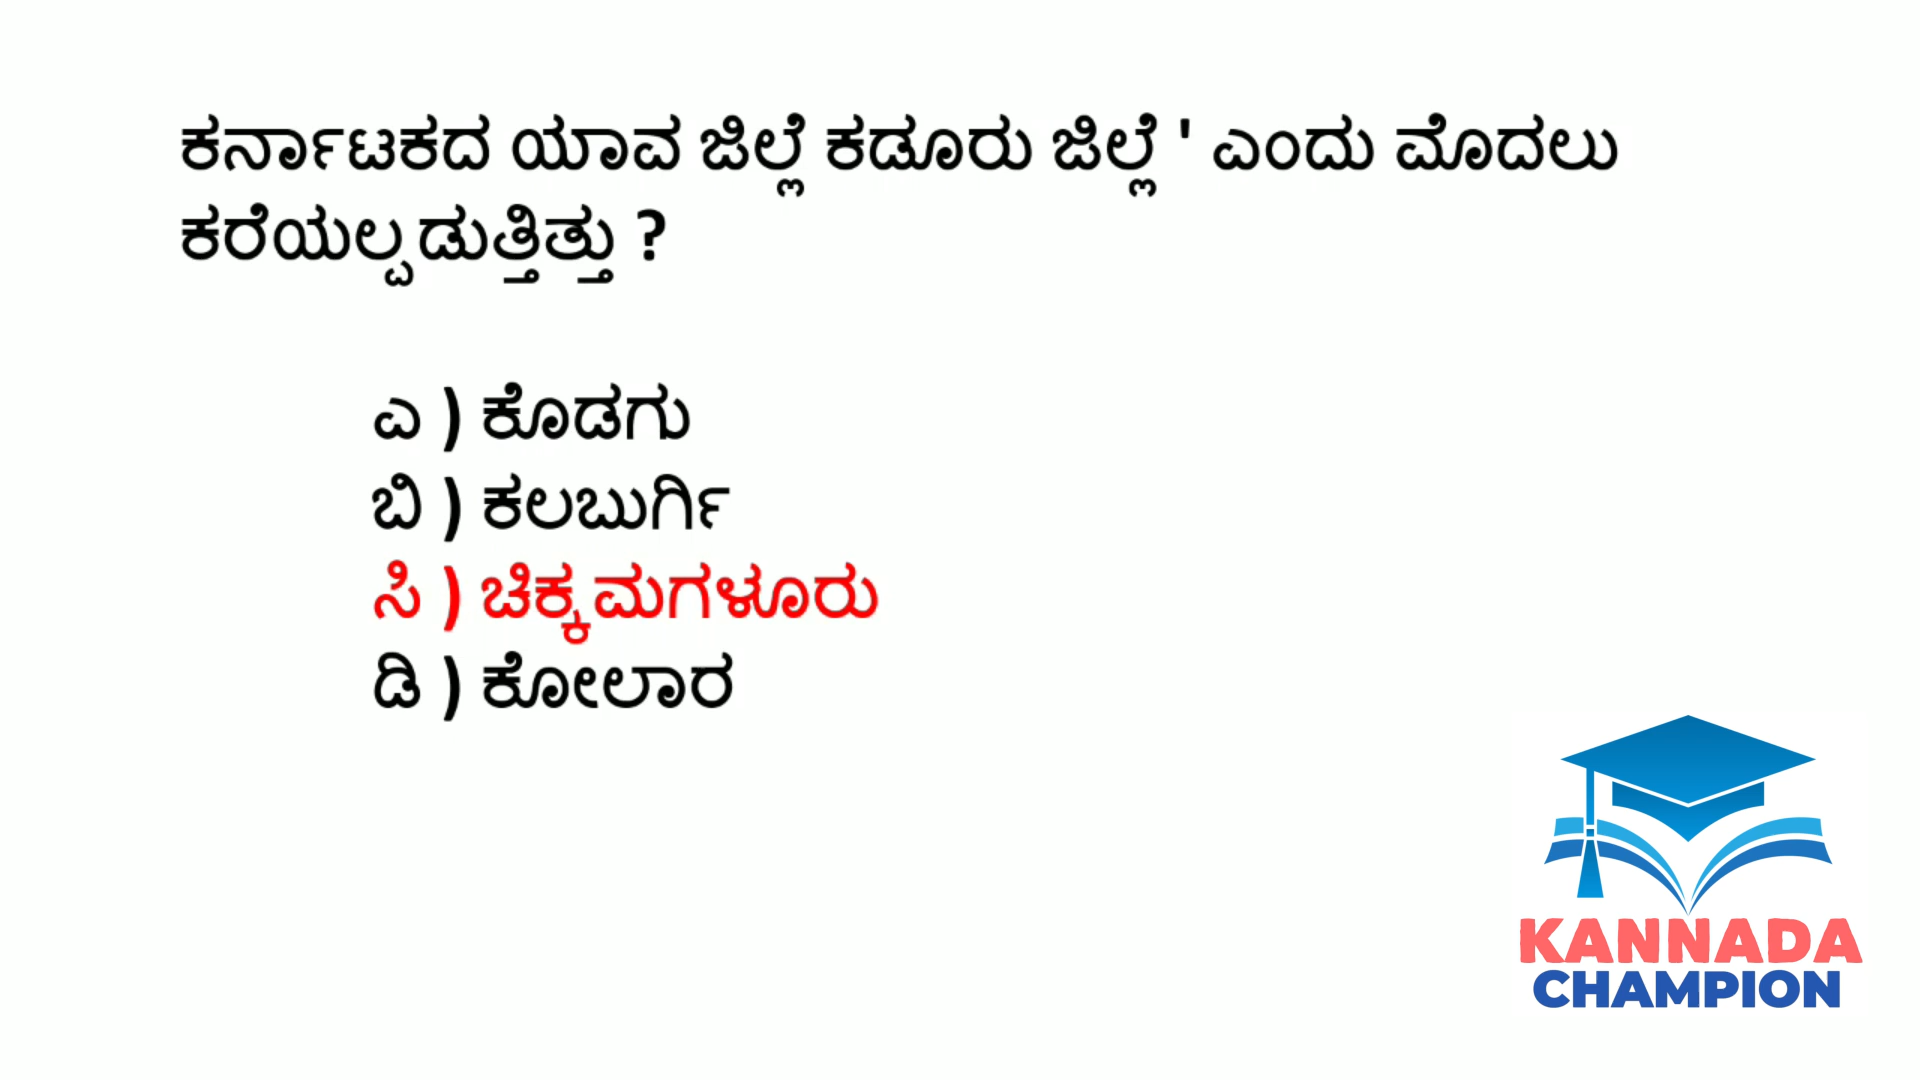 ಕರ್ನಾಟಕದ ಯಾವ ಜಿಲ್ಲೆ ಕಡೂರು ಜಿಲ್ಲೆ ' ಎಂದು ಮೊದಲು
ಕರೆಯಲ್ಪಡುತ್ತಿತ್ತು ?
ಎ ) ಕೊಡಗು
ಬಿ ) ಕಲಬುರ್ಗಿ
ಸಿ ) ಚಿಕ್ಕಮಗಳೂರು
ಡಿ ) ಕೋಲಾರ
KANNADA
CHAMPION